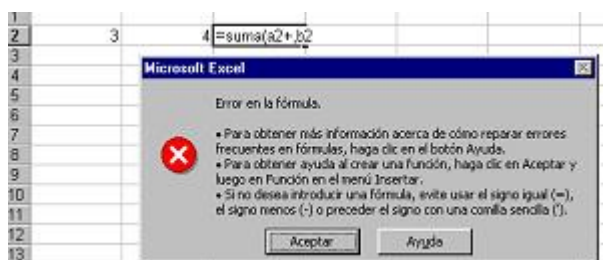 1
2 3 4 =suma(a2+,b2
3
Microsoft Excel
4
5
Error en la fórmula.
6
7
• Para obtener más información acerca de cómo reparar errores
frecuentes en fórmulas, haga clic en el botón Ayuda.
8
• Para obtener ayuda al crear una función, haga clic en Aceptar y
9
luego en Función en el menú Insertar.
10
• Si no desea introducir una fórmula, evite usar el signo igual (=),
11
el signo menos (-) o preceder el signo con una comilla sencilla (').
12
Aceptar Ayuda
13